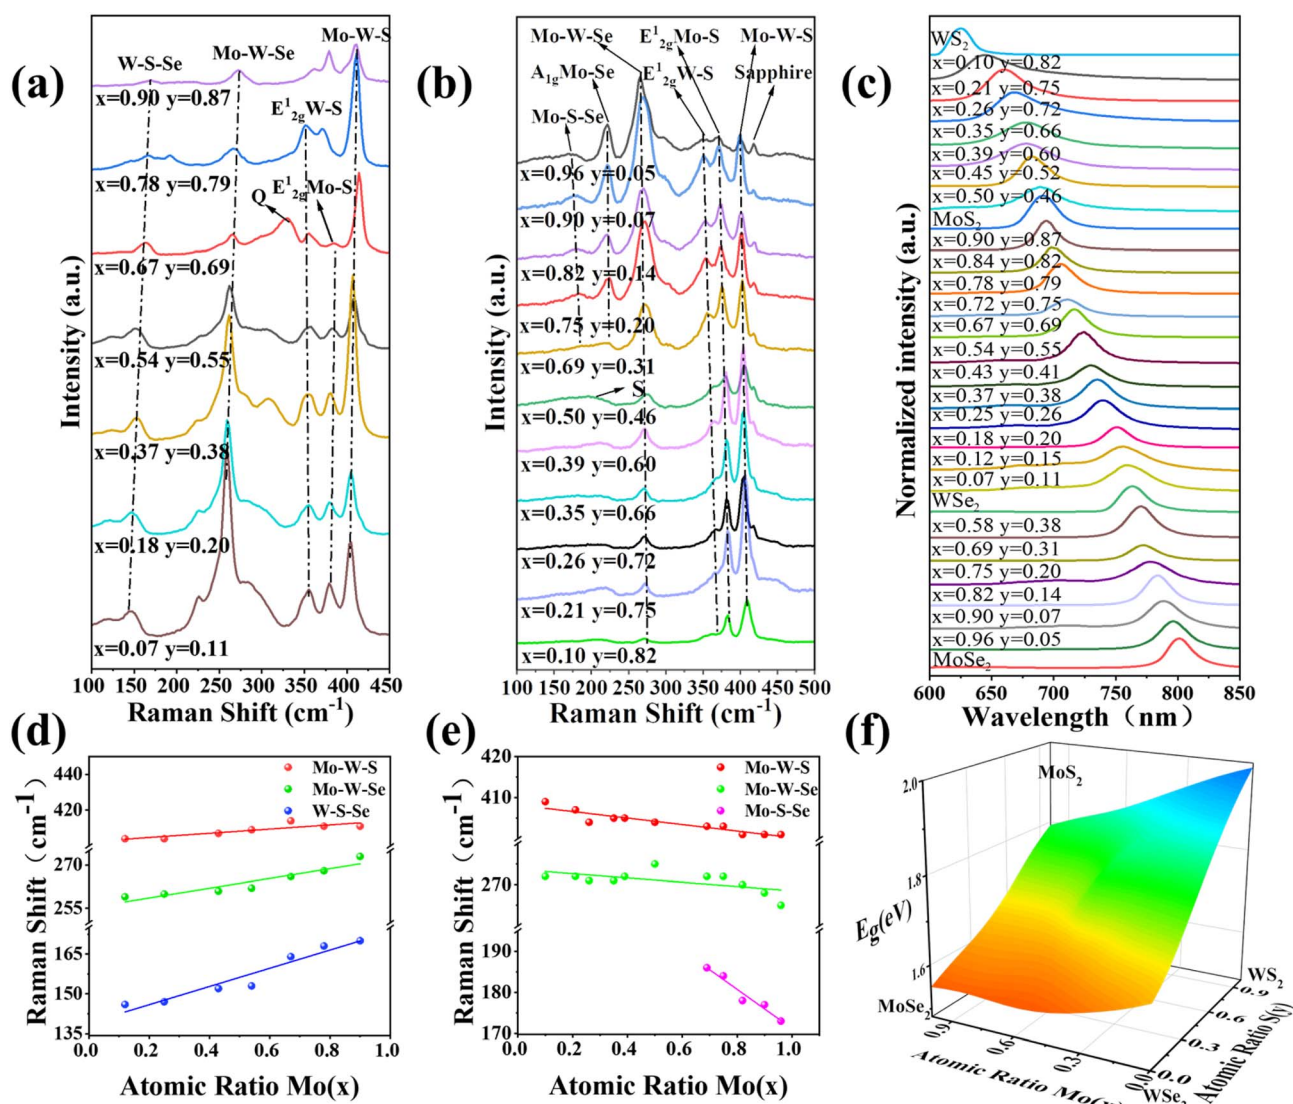 (a)
Intensity (a.u.)
W-S-Se
Mo-W-Se
Mo-W-S
x=0.90 y=0.87
E¹₂gW-S
x=0.78 y=0.79
Q
E¹₂g
Mo-S
x=0.67 y=0.69
x=0.54 y=0.55
x=0.37 y=0.38
x=0.18 y=0.20
x=0.07 y=0.11
100 150 200 250 300 350 400 450
Raman Shift (cm⁻¹)
(b)
Intensity (a.u.)
Mo-W-Se
E¹₂gMo-S
Mo-W-S
A₁gMo-Se
E¹₂gW-S
Sapphire
Mo-S-Se
x=0.96 y=0.05
x=0.90 y=0.07
x=0.82 y=0.14
x=0.75 y=0.20
x=0.69 y=0.31
S
x=0.50 y=0.46
x=0.39 y=0.60
x=0.35 y=0.66
x=0.26 y=0.72
x=0.21 y=0.75
x=0.10 y=0.82
100 150 200 250 300 350 400 450 500
Raman Shift (cm⁻¹)
(c)
Normalized intensity (a.u.)
WS₂
x=0.10 y=0.82
x=0.21 y=0.75
x=0.26 y=0.72
x=0.35 y=0.66
x=0.39 y=0.60
x=0.45 y=0.52
x=0.50 y=0.46
MoS₂
x=0.90 y=0.87
x=0.84 y=0.82
x=0.78 y=0.79
x=0.72 y=0.75
x=0.67 y=0.69
x=0.54 y=0.55
x=0.43 y=0.41
x=0.37 y=0.38
x=0.25 y=0.26
x=0.18 y=0.20
x=0.12 y=0.15
x=0.07 y=0.11
WSe₂
x=0.58 y=0.38
x=0.69 y=0.31
x=0.75 y=0.20
x=0.82 y=0.14
x=0.90 y=0.07
x=0.96 y=0.05
MoSe₂
600 650 700 750 800 850
Wavelength（nm）
(d)
Raman Shift（cm⁻¹）
440
420
270
255
165
150
135
Mo-W-S
Mo-W-Se
W-S-Se
0.0 0.2 0.4 0.6 0.8 1.0
Atomic Ratio Mo(x)
(e)
Raman Shift（cm⁻¹）
420
410
270
190
180
170
Mo-W-S
Mo-W-Se
Mo-S-Se
0.0 0.2 0.4 0.6 0.8 1.0
Atomic Ratio Mo(x)
(f)
E₉(eV)
2.0
1.8
1.6
MoS₂
WS₂
MoSe₂
WSe₂
0.9
0.6
0.3
0.0
Atomic Ratio Mo(x)
0.9
0.6
0.3
0.0
Atomic Ratio S(y)